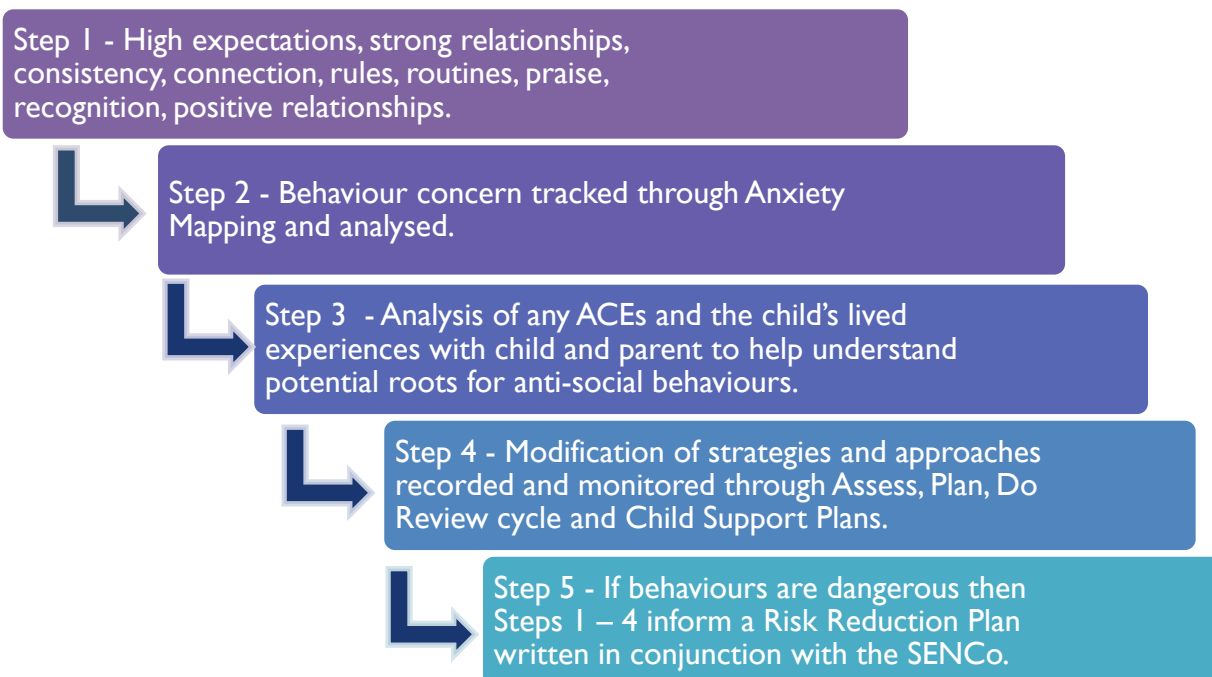 Step 1 - High expectations, strong relationships,
consistency, connection, rules, routines, praise,
recognition, positive relationships.
Step 2 - Behaviour concern tracked through Anxiety
Mapping and analysed.
Step 3  - Analysis of any ACEs and the child’s lived
experiences with child and parent to help understand
potential roots for anti-social behaviours.
Step 4 - Modification of strategies and approaches
recorded and monitored through Assess, Plan, Do
Review cycle and Child Support Plans.
Step 5 - If behaviours are dangerous then
Steps 1 – 4 inform a Risk Reduction Plan
written in conjunction with the SENCo.